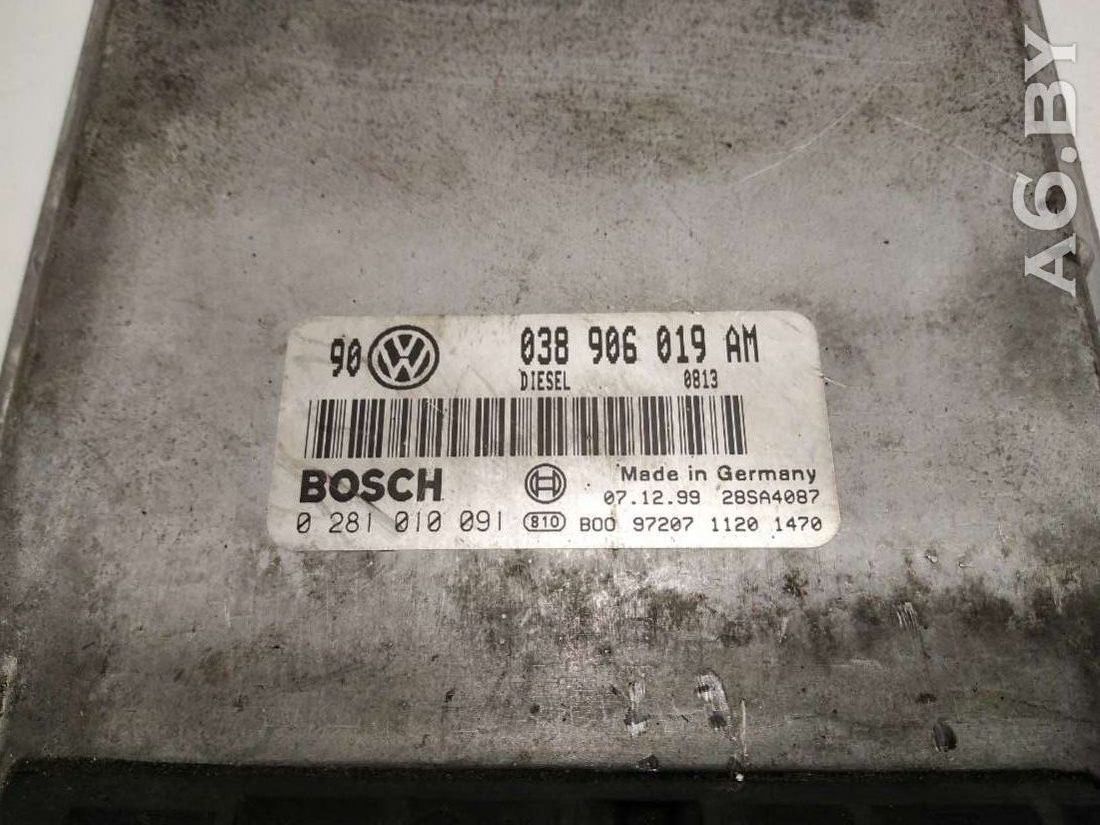 90 VW 038 906 019 AM
DIESEL 0813
BOSCH Made in Germany
07.12.99 28SA4087
0 281 010 091 810 B00 97207 1120 1470
A6.BY